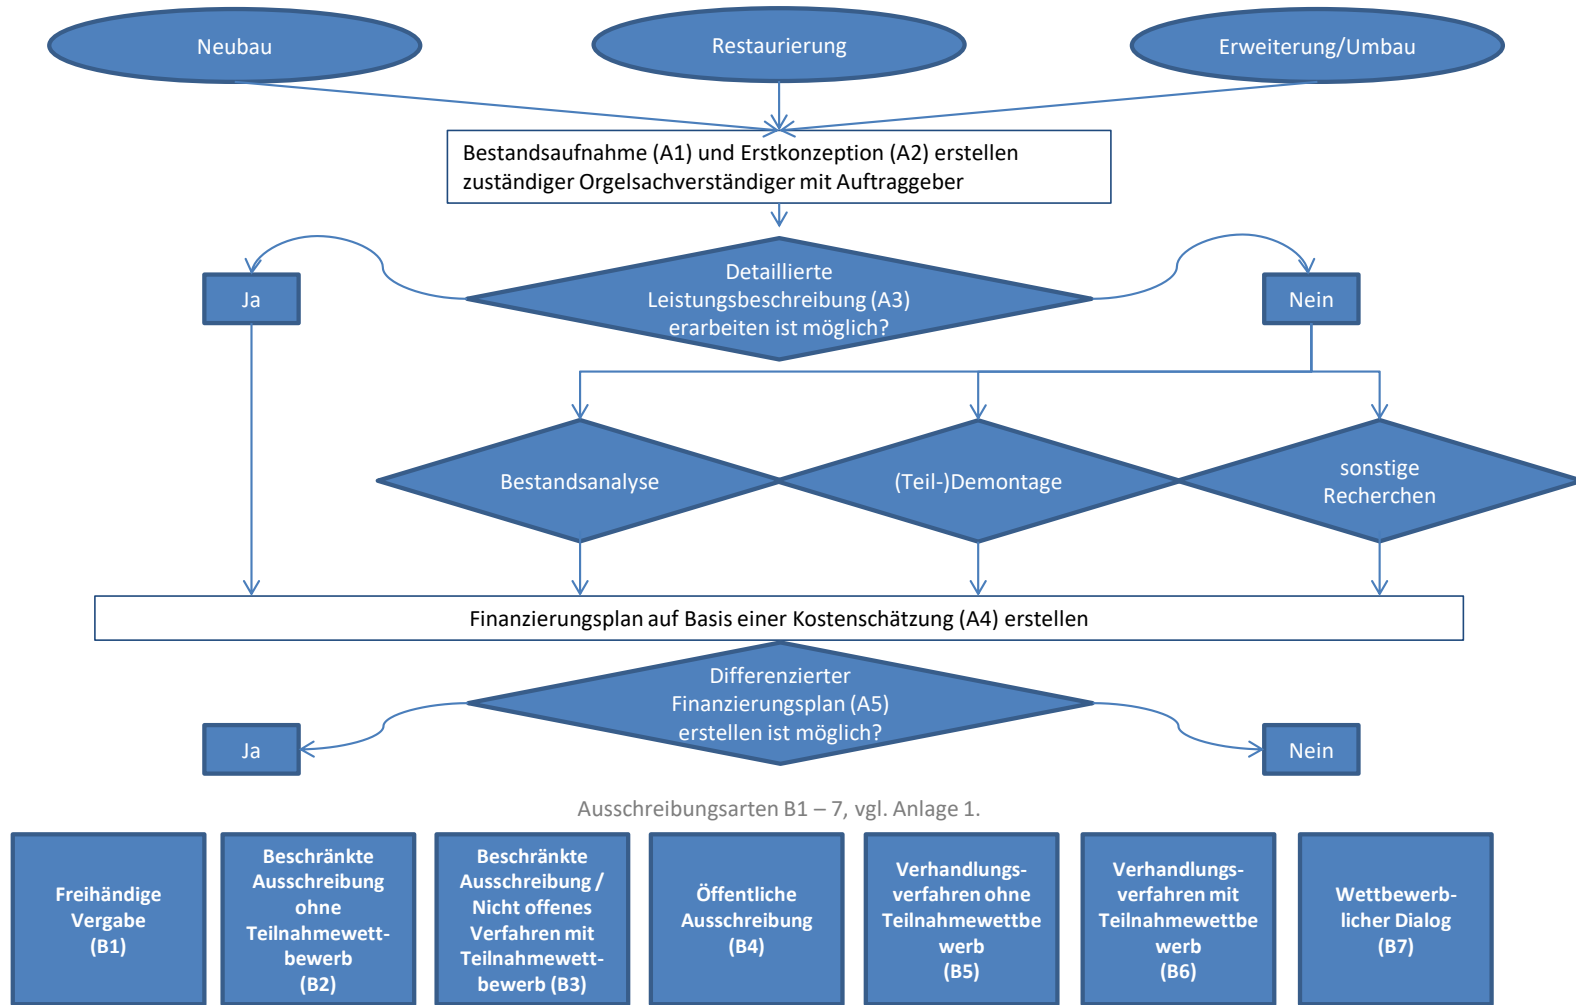 Neubau
Restaurierung
Erweiterung/Umbau
Bestandsaufnahme (A1) und Erstkonzeption (A2) erstellen
zuständiger Orgelsachverständiger mit Auftraggeber
Detaillierte
Leistungsbeschreibung (A3)
erarbeiten ist möglich?
Ja
Nein
Bestandsanalyse
(Teil-)Demontage
sonstige
Recherchen
Finanzierungsplan auf Basis einer Kostenschätzung (A4) erstellen
Differenzierter
Finanzierungsplan (A5)
erstellen ist möglich?
Ja
Nein
Ausschreibungsarten B1 – 7, vgl. Anlage 1.
Freihändige
Vergabe
(B1)
Beschränkte
Ausschreibung
ohne
Teilnahmewett-
bewerb
(B2)
Beschränkte
Ausschreibung /
Nicht offenes
Verfahren mit
Teilnahmewett-
bewerb (B3)
Öffentliche
Ausschreibung
(B4)
Verhandlungs-
verfahren ohne
Teilnahmewettbe
werb
(B5)
Verhandlungs-
verfahren mit
Teilnahmewettbe
werb
(B6)
Wettbewerb-
licher Dialog
(B7)